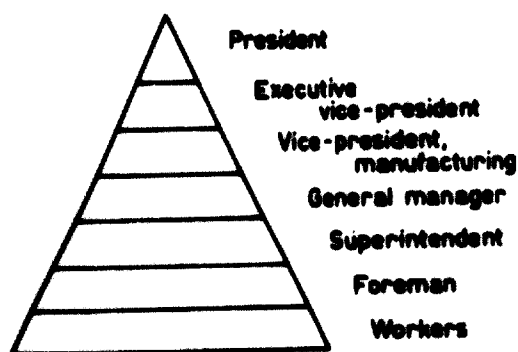 President
Executive
vice-president
Vice-president,
manufacturing
General manager
Superintendent
Foreman
Workers